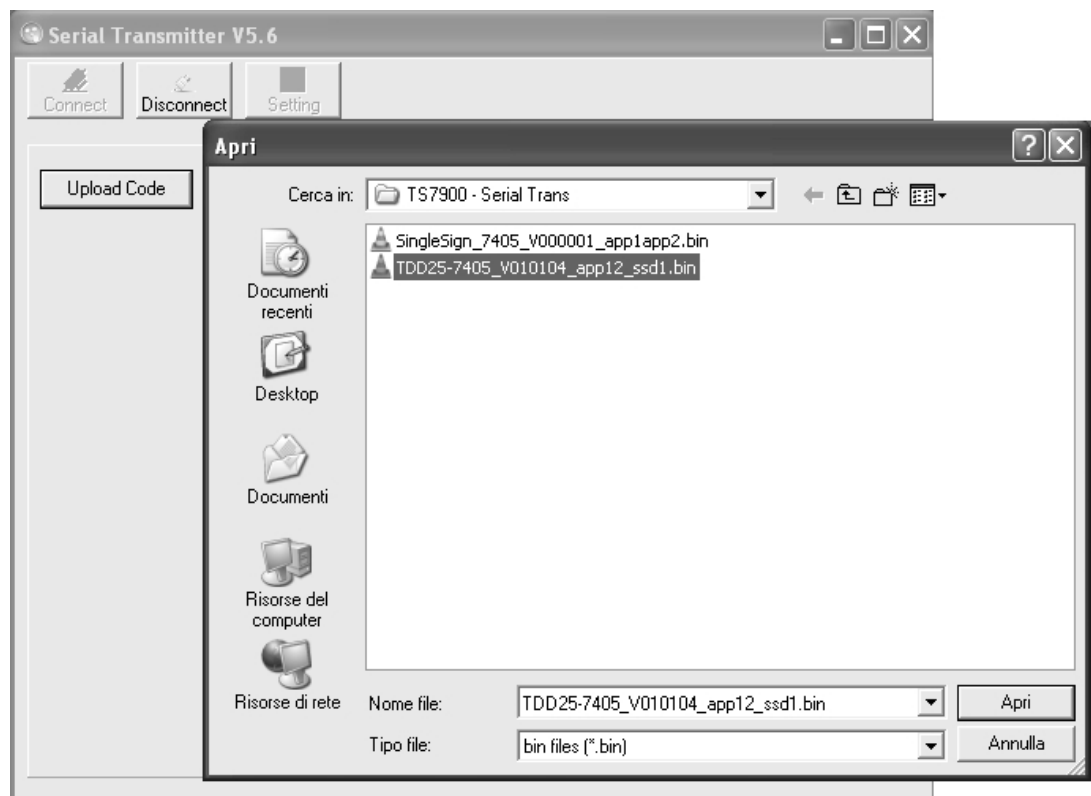 Serial Transmitter V5.6
Connect Disconnect Setting
Apri
Upload Code
Cerca in: TS7900 - Serial Trans
SingleSign_7405_V000001_app1app2.bin
TDD25-7405_V010104_app12_ssd1.bin
Documenti
recenti
Desktop
Documenti
Risorse del
computer
Risorse di rete
Nome file: TDD25-7405_V010104_app12_ssd1.bin Apri
Tipo file: bin files (*.bin) Annulla